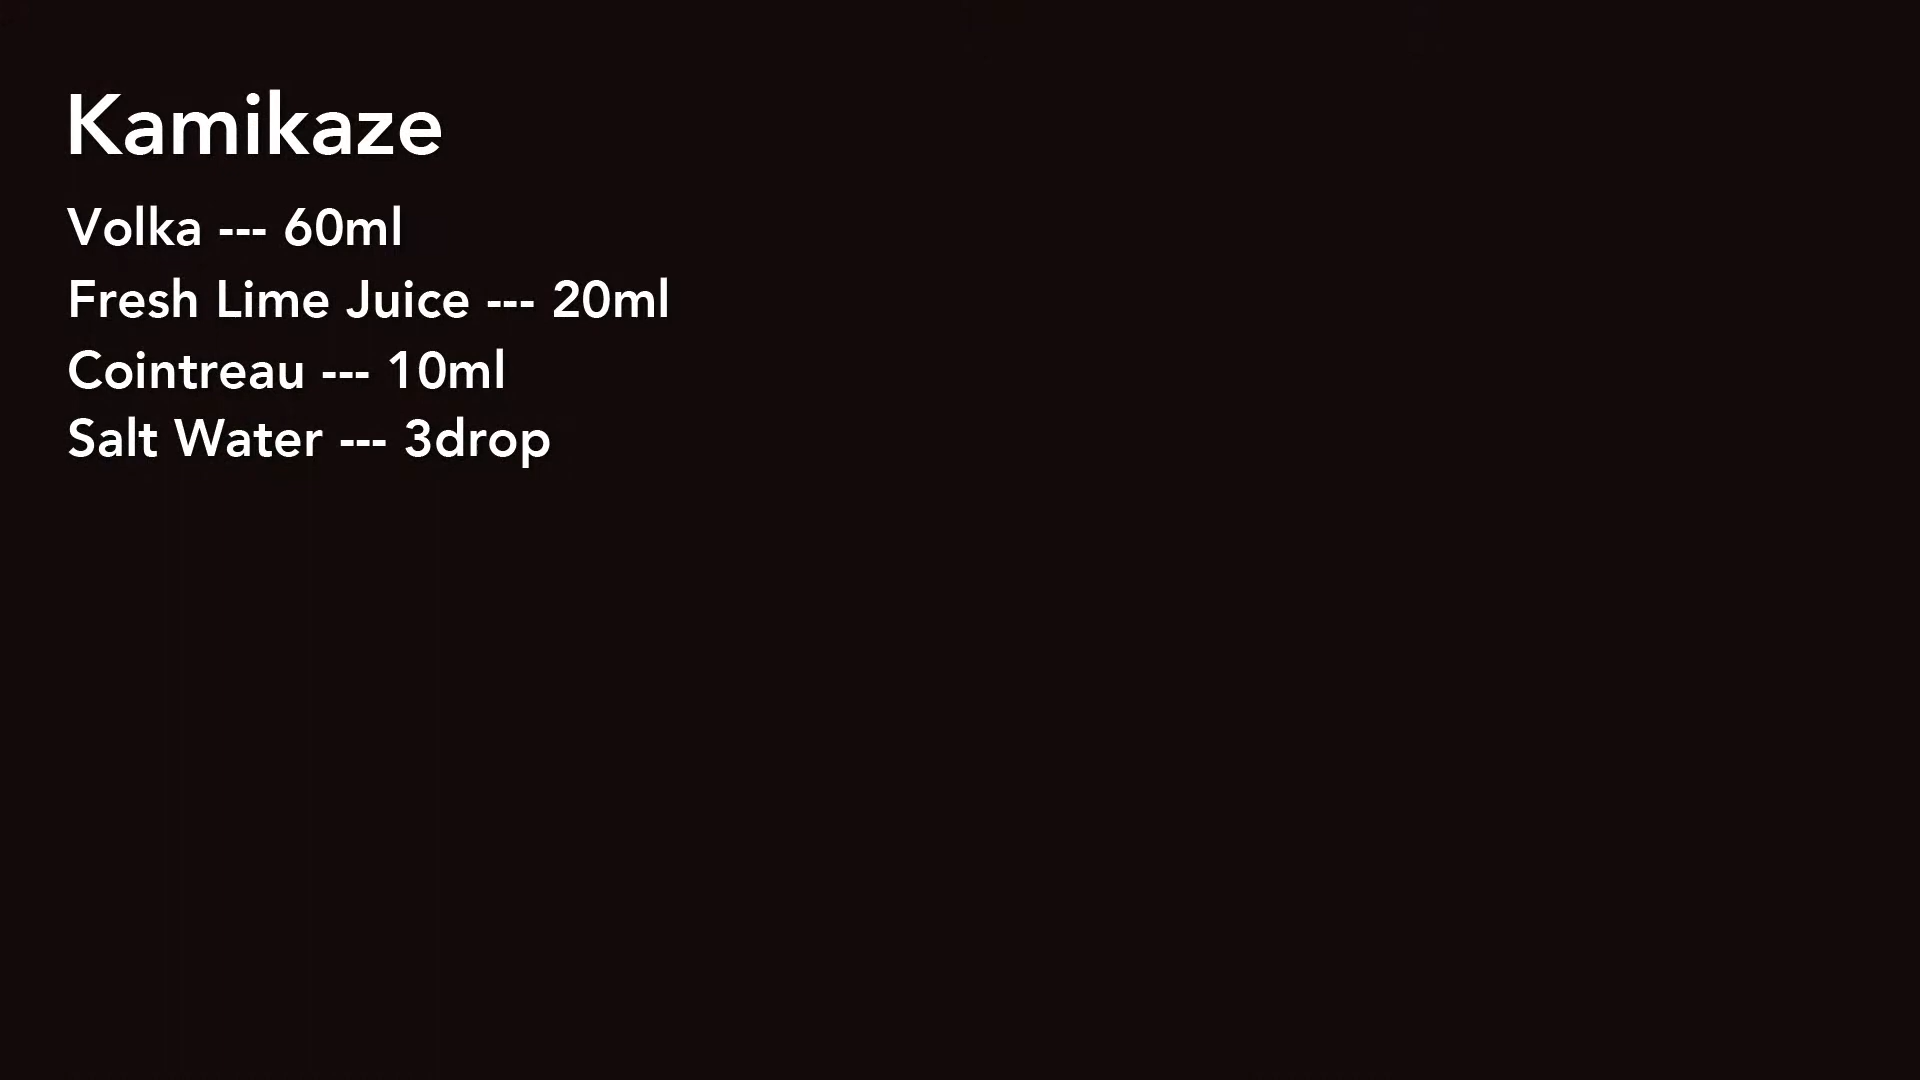 Kamikaze
Volka --- 60ml
Fresh Lime Juice --- 20ml
Cointreau --- 10ml
Salt Water --- 3drop